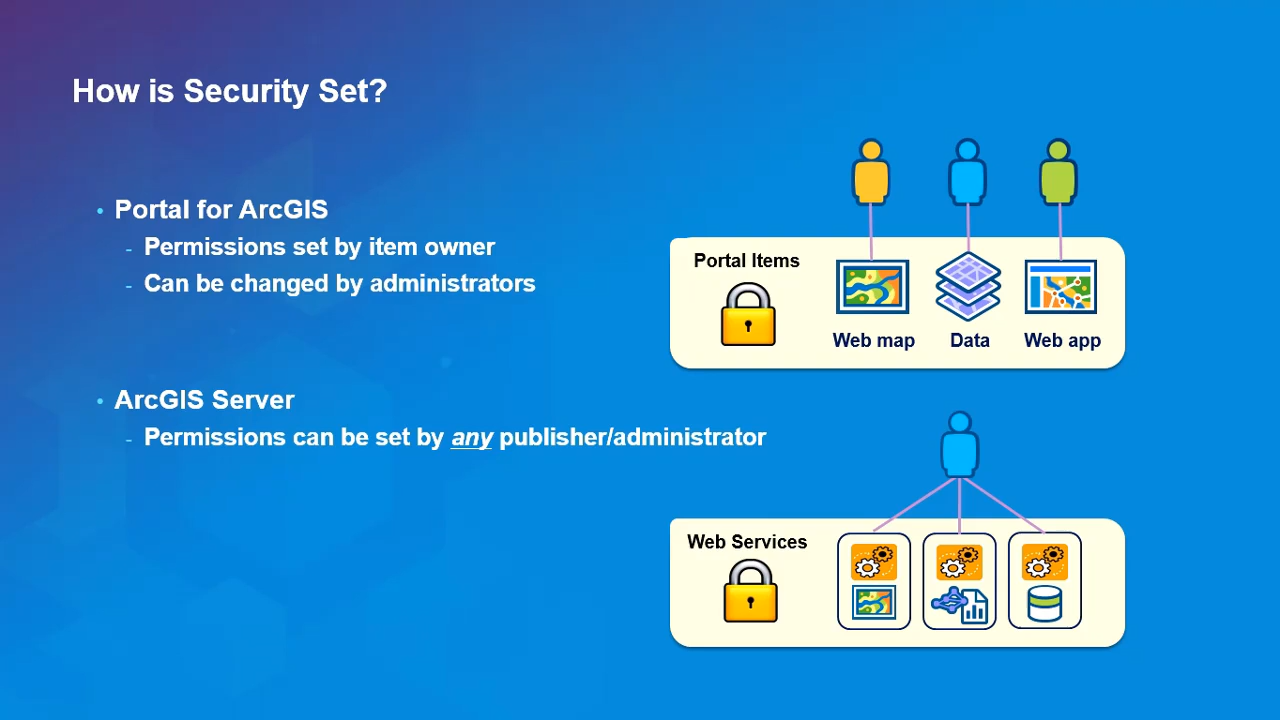 How is Security Set?
• Portal for ArcGIS
- Permissions set by item owner
- Can be changed by administrators
Portal Items
Web map
Data
Web app
• ArcGIS Server
- Permissions can be set by any publisher/administrator
Web Services